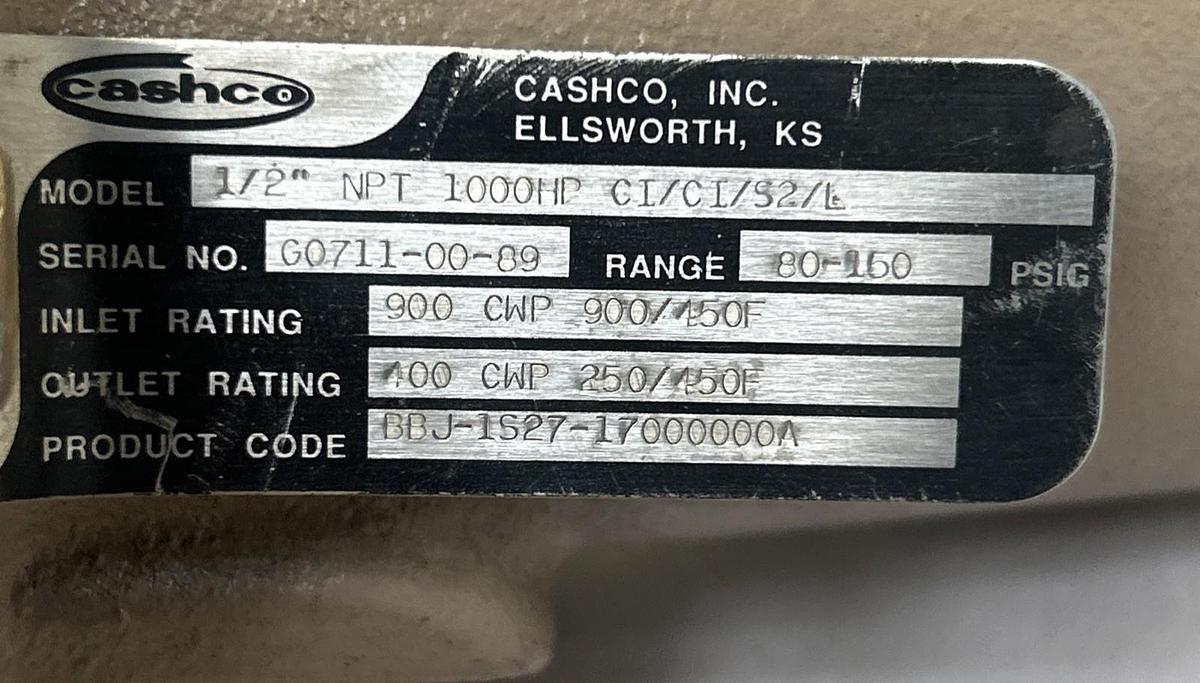 cashco
CASHCO, INC.
ELLSWORTH, KS
MODEL 1/2" NPT 1000HP CI/CI/S2/L
SERIAL NO. G0711-00-89 RANGE 80-150 PSIG
INLET RATING 900 CWP 900/450F
OUTLET RATING 400 CWP 250/450F
PRODUCT CODE BBJ-1S27-17000000A